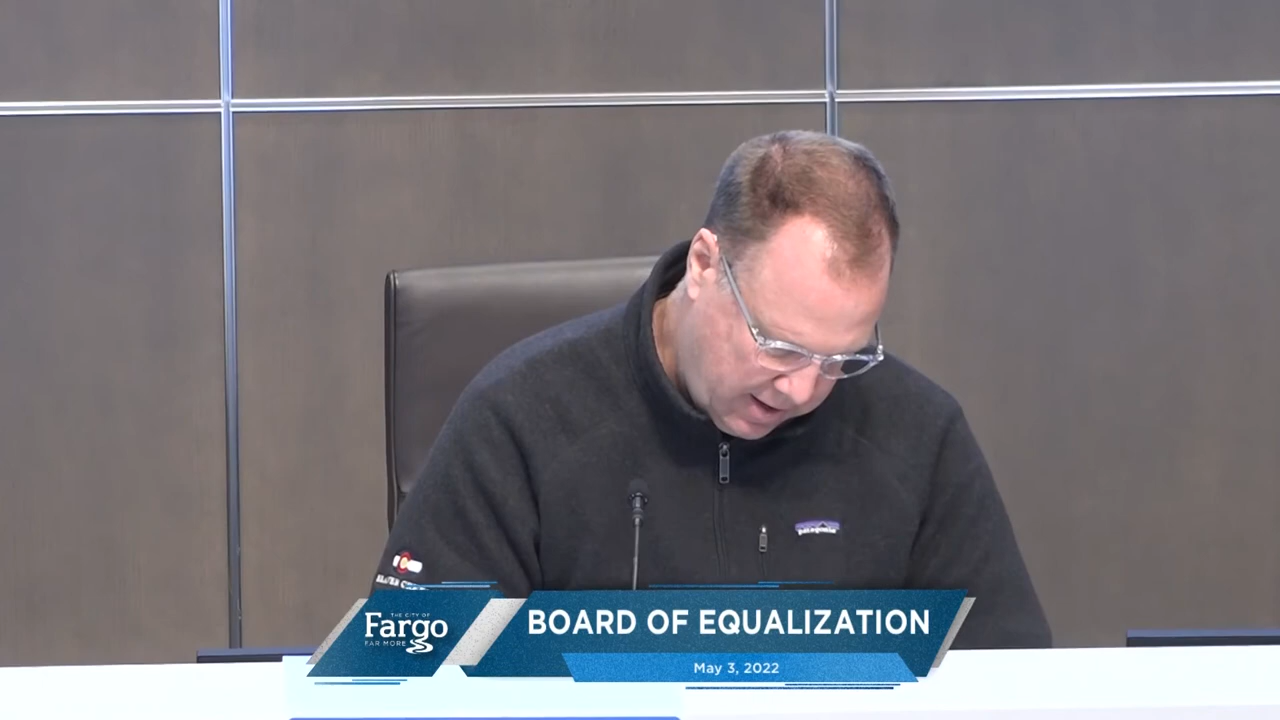 patagonia
THE CITY OF
Fargo
FAR MORE
BOARD OF EQUALIZATION
May 3, 2022